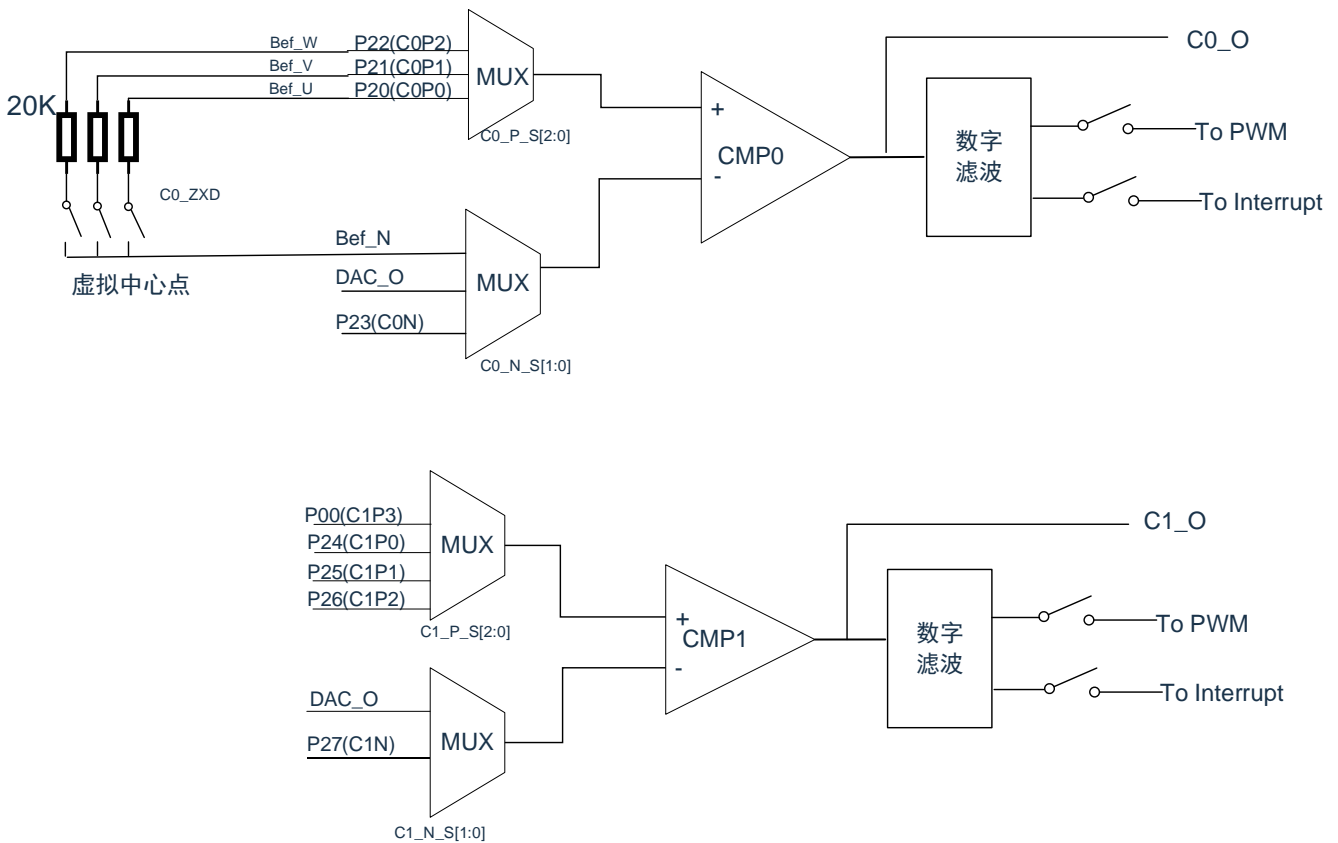 Bef_W P22(C0P2)
Bef_V P21(C0P1)
Bef_U P20(C0P0)
MUX
C0_P_S[2:0]
20K
C0_ZXD
虚拟中心点
Bef_N
DAC_O
P23(C0N)
MUX
C0_N_S[1:0]
+
CMP0
-
C0_O
数字
滤波
To PWM
To Interrupt
P00(C1P3)
P24(C1P0)
P25(C1P1)
P26(C1P2)
MUX
C1_P_S[2:0]
DAC_O
P27(C1N)
MUX
C1_N_S[1:0]
+
CMP1
-
C1_O
数字
滤波
To PWM
To Interrupt